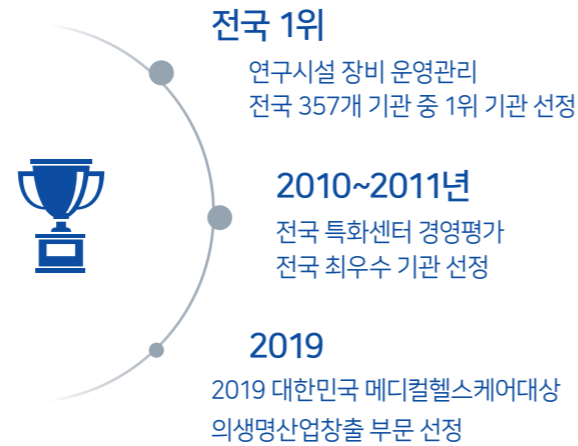 전국 1위
연구시설 장비 운영관리
전국 357개 기관 중 1위 기관 선정
2010~2011년
전국 특화센터 경영평가
전국 최우수 기관 선정
2019
2019 대한민국 메디컬헬스케어대상
의생명산업창출 부문 선정